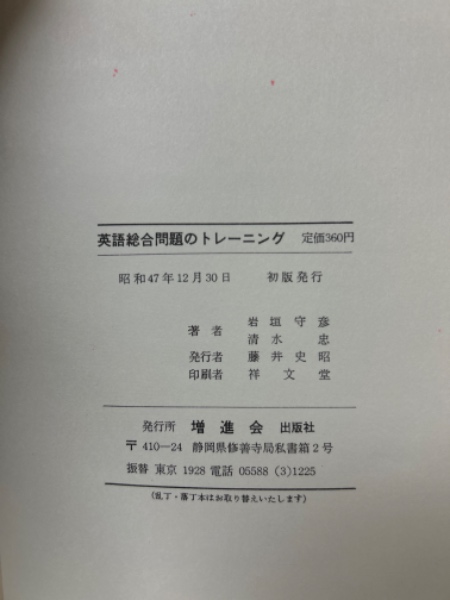 英語総合問題のトレーニング 定価360円
昭和47年12月30日 初版発行
著者 岩垣守彦
清水忠
発行者 藤井史昭
印刷者 祥文堂
発行所 増進会 出版社
〒410―24 静岡県修善寺局私書箱2号
振替 東京 1928 電話 05588 (3)1225
(乱丁・落丁本はお取り替えいたします)